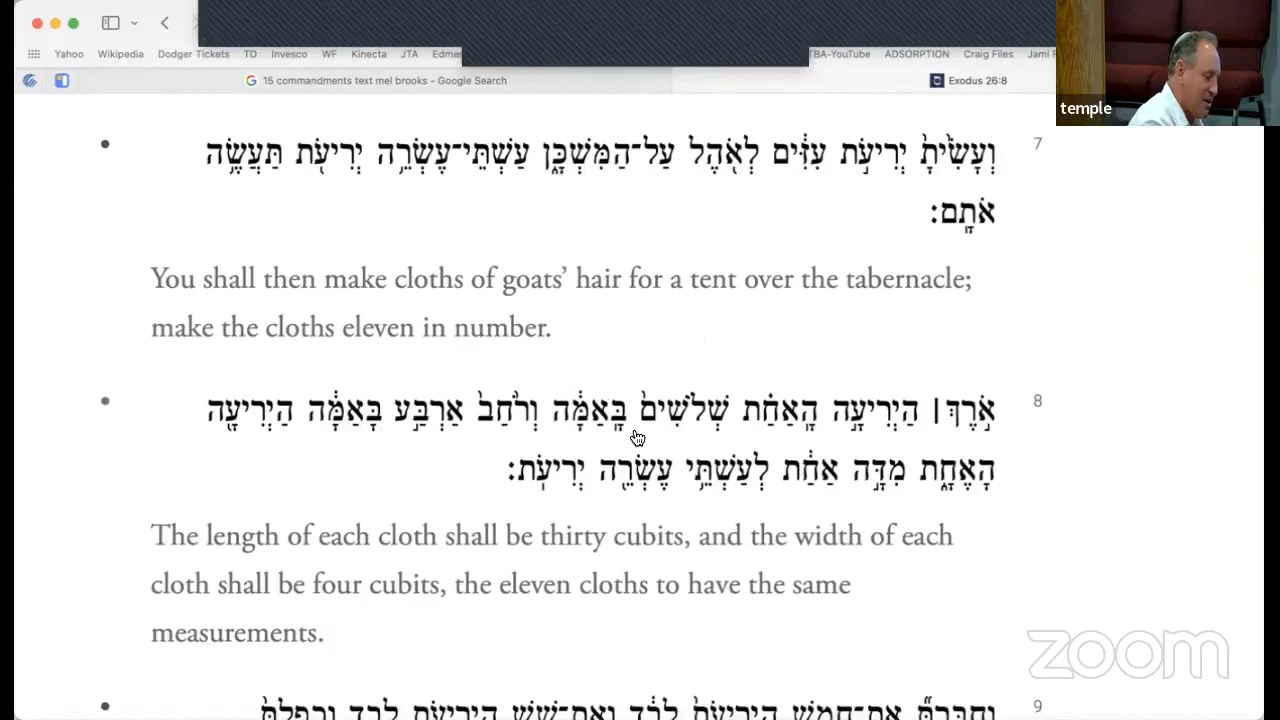 Yahoo Wikipedia Dodger Tickets TD Invesco WF Kinecta JTA TBA-YouTube ADSORPTION Craig Files
15 commandments text mel brooks - Google Search Exodus 26:8
temple
7
וְעָשִׂ֙יתָ֙ יְרִיעֹ֣ת עִזִּ֔ים לְאֹ֖הֶל עַל־הַמִּשְׁכָּ֑ן עַשְׁתֵּי־עֶשְׂרֵ֥ה יְרִיעֹ֖ת תַּעֲשֶׂ֥ה
אֹתָֽם׃
You shall then make cloths of goats’ hair for a tent over the tabernacle;
make the cloths eleven in number.
8
אֹ֣רֶךְ ׀ הַיְרִיעָ֣ה הָֽאַחַ֗ת שְׁלֹשִׁים֙ בָּֽאַמָּ֔ה וְרֹ֙חַב֙ אַרְבַּ֣ע בָּאַמָּ֔ה הַיְרִיעָ֖ה
הָאֶחָ֑ת מִדָּ֣ה אַחַ֔ת לְעַשְׁתֵּ֥י עֶשְׂרֵ֖ה יְרִיעֹֽת׃
The length of each cloth shall be thirty cubits, and the width of each
cloth shall be four cubits, the eleven cloths to have the same
measurements.
zoom
9